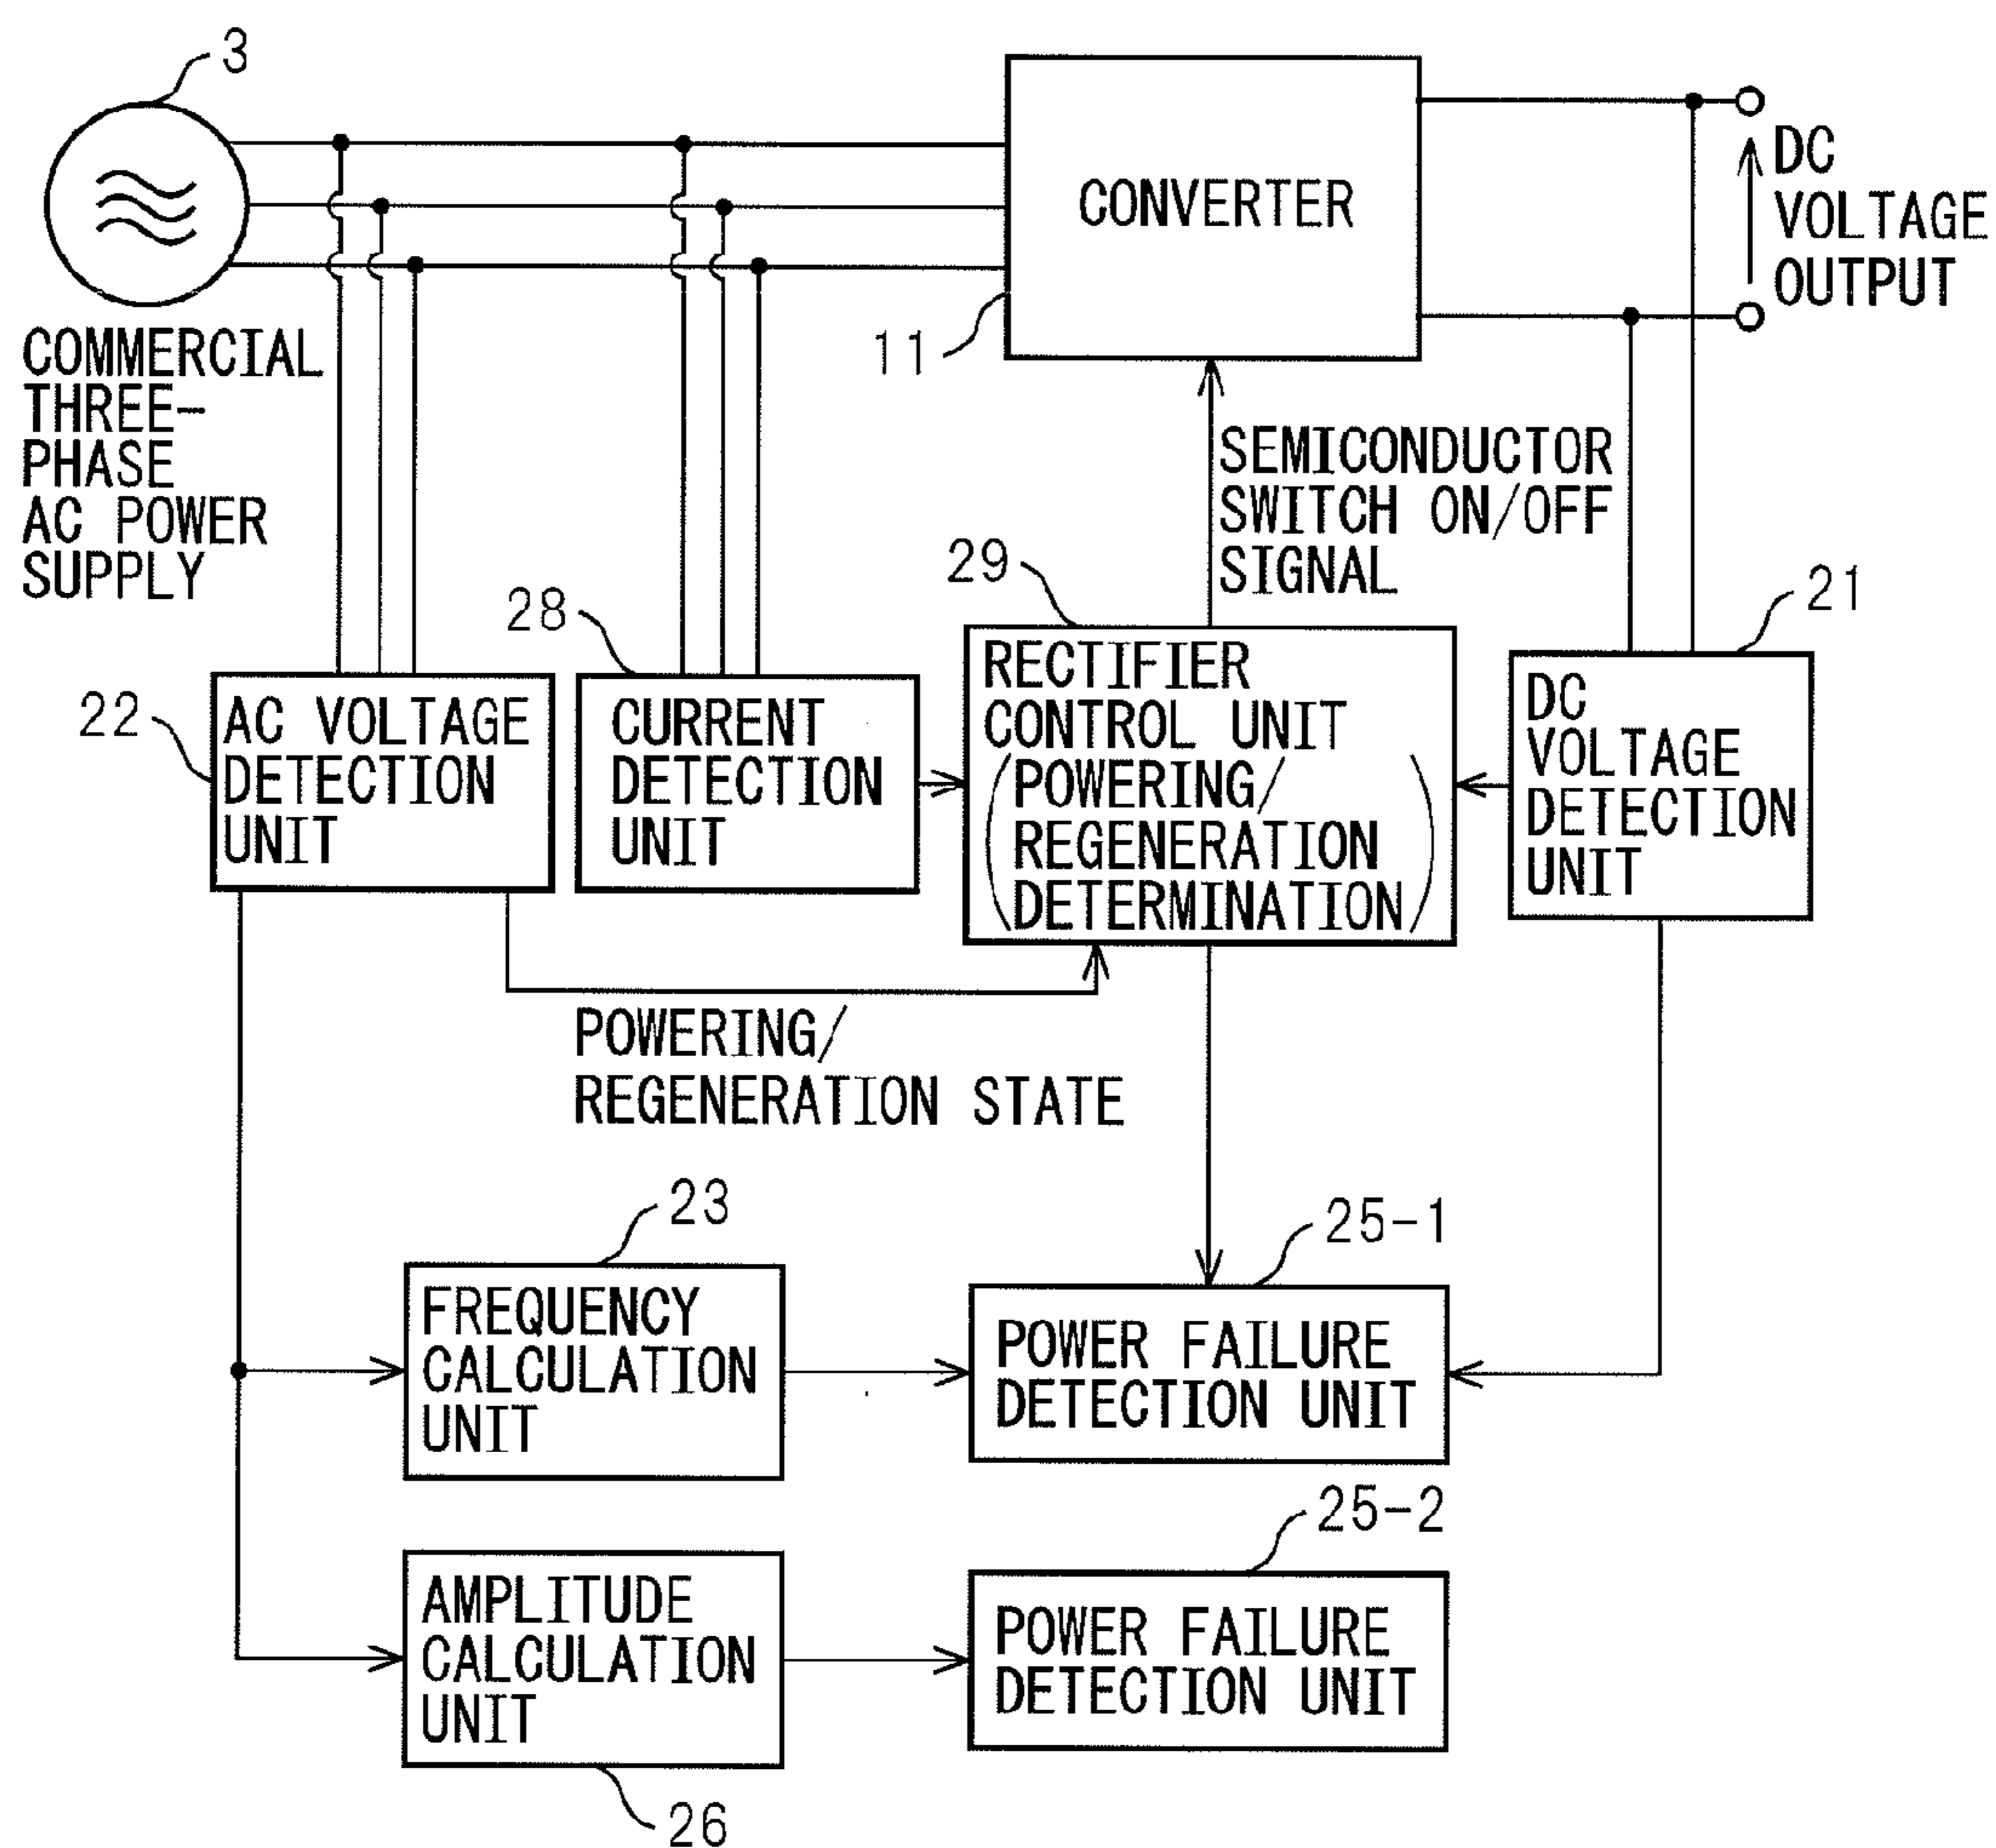 3
COMMERCIAL
THREE-
PHASE
AC POWER
SUPPLY
CONVERTER
11
DC
VOLTAGE
OUTPUT
SEMICONDUCTOR
SWITCH ON/OFF
SIGNAL
22
AC VOLTAGE
DETECTION
UNIT
28
CURRENT
DETECTION
UNIT
29
RECTIFIER
CONTROL UNIT
(POWERING/
REGENERATION
DETERMINATION)
21
DC
VOLTAGE
DETECTION
UNIT
POWERING/
REGENERATION STATE
23
FREQUENCY
CALCULATION
UNIT
25-1
POWER FAILURE
DETECTION UNIT
AMPLITUDE
CALCULATION
UNIT
26
25-2
POWER FAILURE
DETECTION UNIT